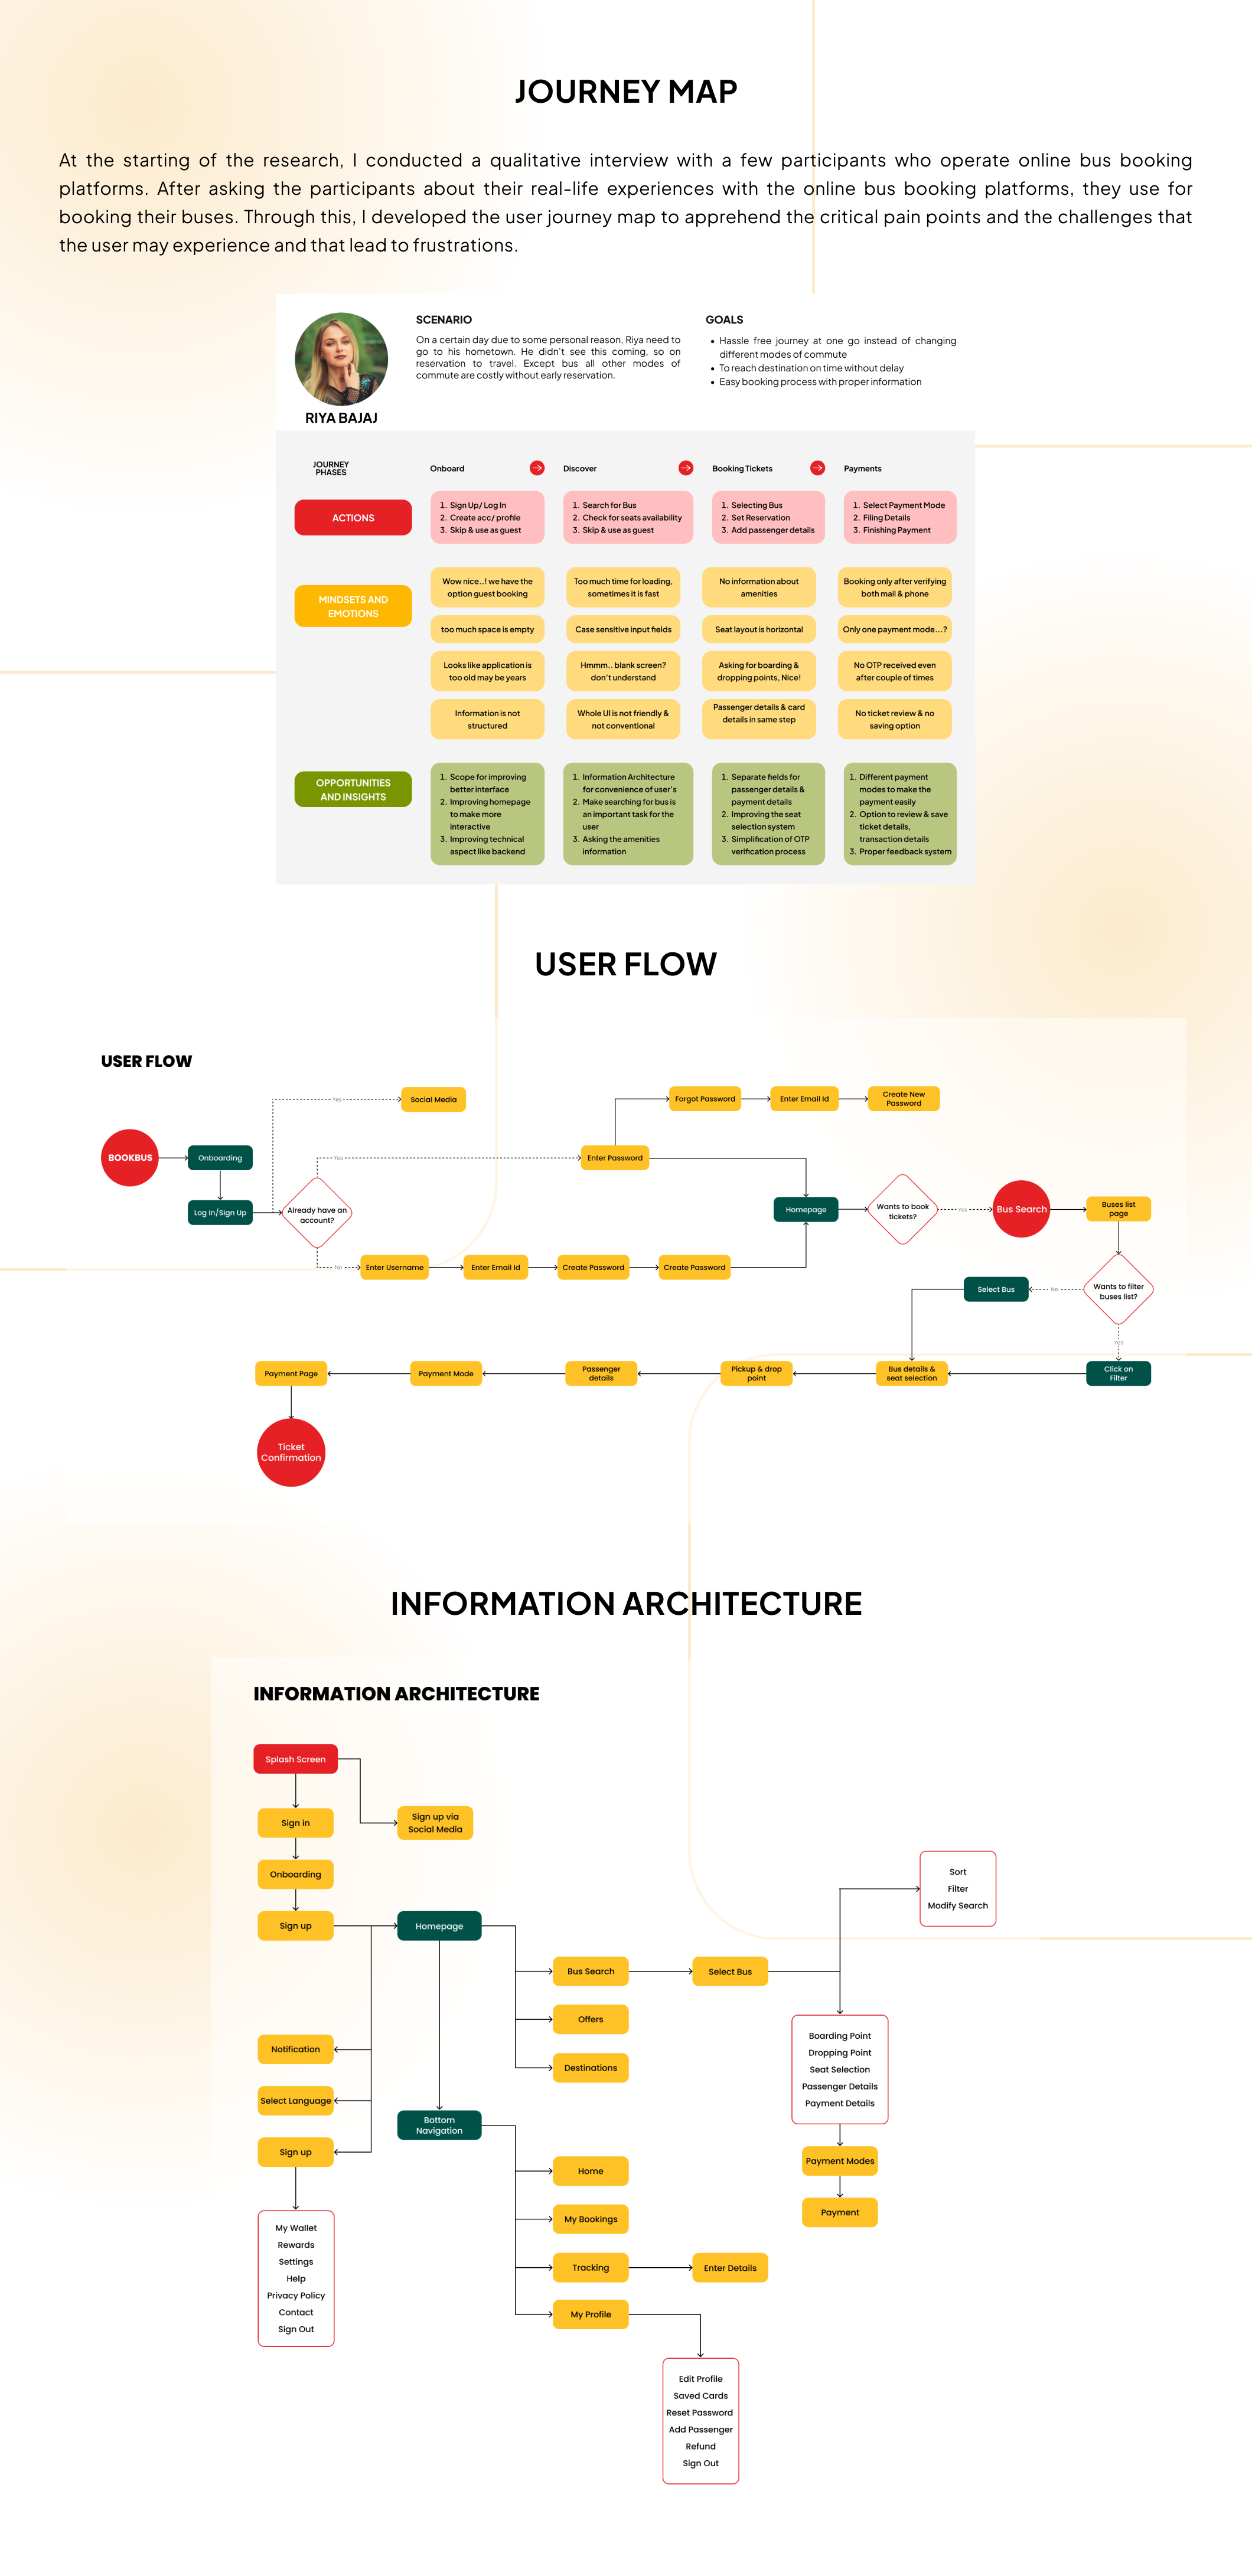 JOURNEY MAP
At the starting of the research, I conducted a qualitative interview with a few participants who operate online bus booking
platforms. After asking the participants about their real-life experiences with the online bus booking platforms, they use for
booking their buses. Through this, I developed the user journey map to apprehend the critical pain points and the challenges that
the user may experience and that lead to frustrations.
RIYA BAJAJ
SCENARIO
On a certain day due to some personal reason, Riya need to
go to his hometown. He didn't see this coming, so on
reservation to travel. Except bus all other modes of
commute are costly without early reservation.
GOALS
• Hassle free journey at one go instead of changing
different modes of commute
• To reach destination on time without delay
• Easy booking process with proper information
JOURNEY
PHASES
Onboard
Discover
Booking Tickets
Payments
ACTIONS
1. Sign Up/ Log In
2. Create acc/ profile
3. Skip & use as guest
1. Search for Bus
2. Check for seats availability
3. Skip & use as guest
1. Selecting Bus
2. Set Reservation
3. Add passenger details
1. Select Payment Mode
2. Filing Details
3. Finishing Payment
MINDSETS AND
EMOTIONS
Wow nice..! we have the
option guest booking
Too much time for loading,
sometimes it is fast
No information about
amenities
Booking only after verifying
both mail & phone
too much space is empty
Case sensitive input fields
Seat layout is horizontal
Only one payment mode...?
Looks like application is
too old may be years
Hmmm.. blank screen?
don't understand
Asking for boarding &
dropping points, Nice!
No OTP received even
after couple of times
Information is not
structured
Whole UI is not friendly &
not conventional
Passenger details & card
details in same step
No ticket review & no
saving option
OPPORTUNITIES
AND INSIGHTS
1. Scope for improving
better interface
2. Improving homepage
to make more
interactive
3. Improving technical
aspect like backend
1. Information Architecture
for convenience of user's
2. Make searching for bus is
an important task for the
user
3. Asking the amenities
information
1. Separate fields for
passenger details &
payment details
2. Improving the seat
selection system
3. Simplification of OTP
verification process
1. Different payment
modes to make the
payment easily
2. Option to review & save
ticket details,
transaction details
3. Proper feedback system
USER FLOW
USER FLOW
Yes
Social Media
Forgot Password
Enter Email Id
Create New
Password
BOOKBUS
Onboarding
Yes
Enter Password
Log In/Sign Up
Already have an
account?
Homepage
Wants to book
tickets?
Yes
Bus Search
Buses list
page
No
Enter Username
Enter Email Id
Create Password
Create Password
Select Bus
No
Wants to filter
buses list?
Yes
Payment Page
Payment Mode
Passenger
details
Pickup & drop
point
Bus details &
seat selection
Click on
Filter
Ticket
Confirmation
INFORMATION ARCHITECTURE
INFORMATION ARCHITECTURE
Splash Screen
Sign in
Sign up via
Social Media
Onboarding
Sign up
Homepage
Sort
Filter
Modify Search
Bus Search
Select Bus
Offers
Destinations
Boarding Point
Dropping Point
Seat Selection
Passenger Details
Payment Details
Notification
Select Language
Sign up
Bottom
Navigation
Payment Modes
Payment
Home
My Bookings
Tracking
Enter Details
My Profile
My Wallet
Rewards
Settings
Help
Privacy Policy
Contact
Sign Out
Edit Profile
Saved Cards
Reset Password
Add Passenger
Refund
Sign Out